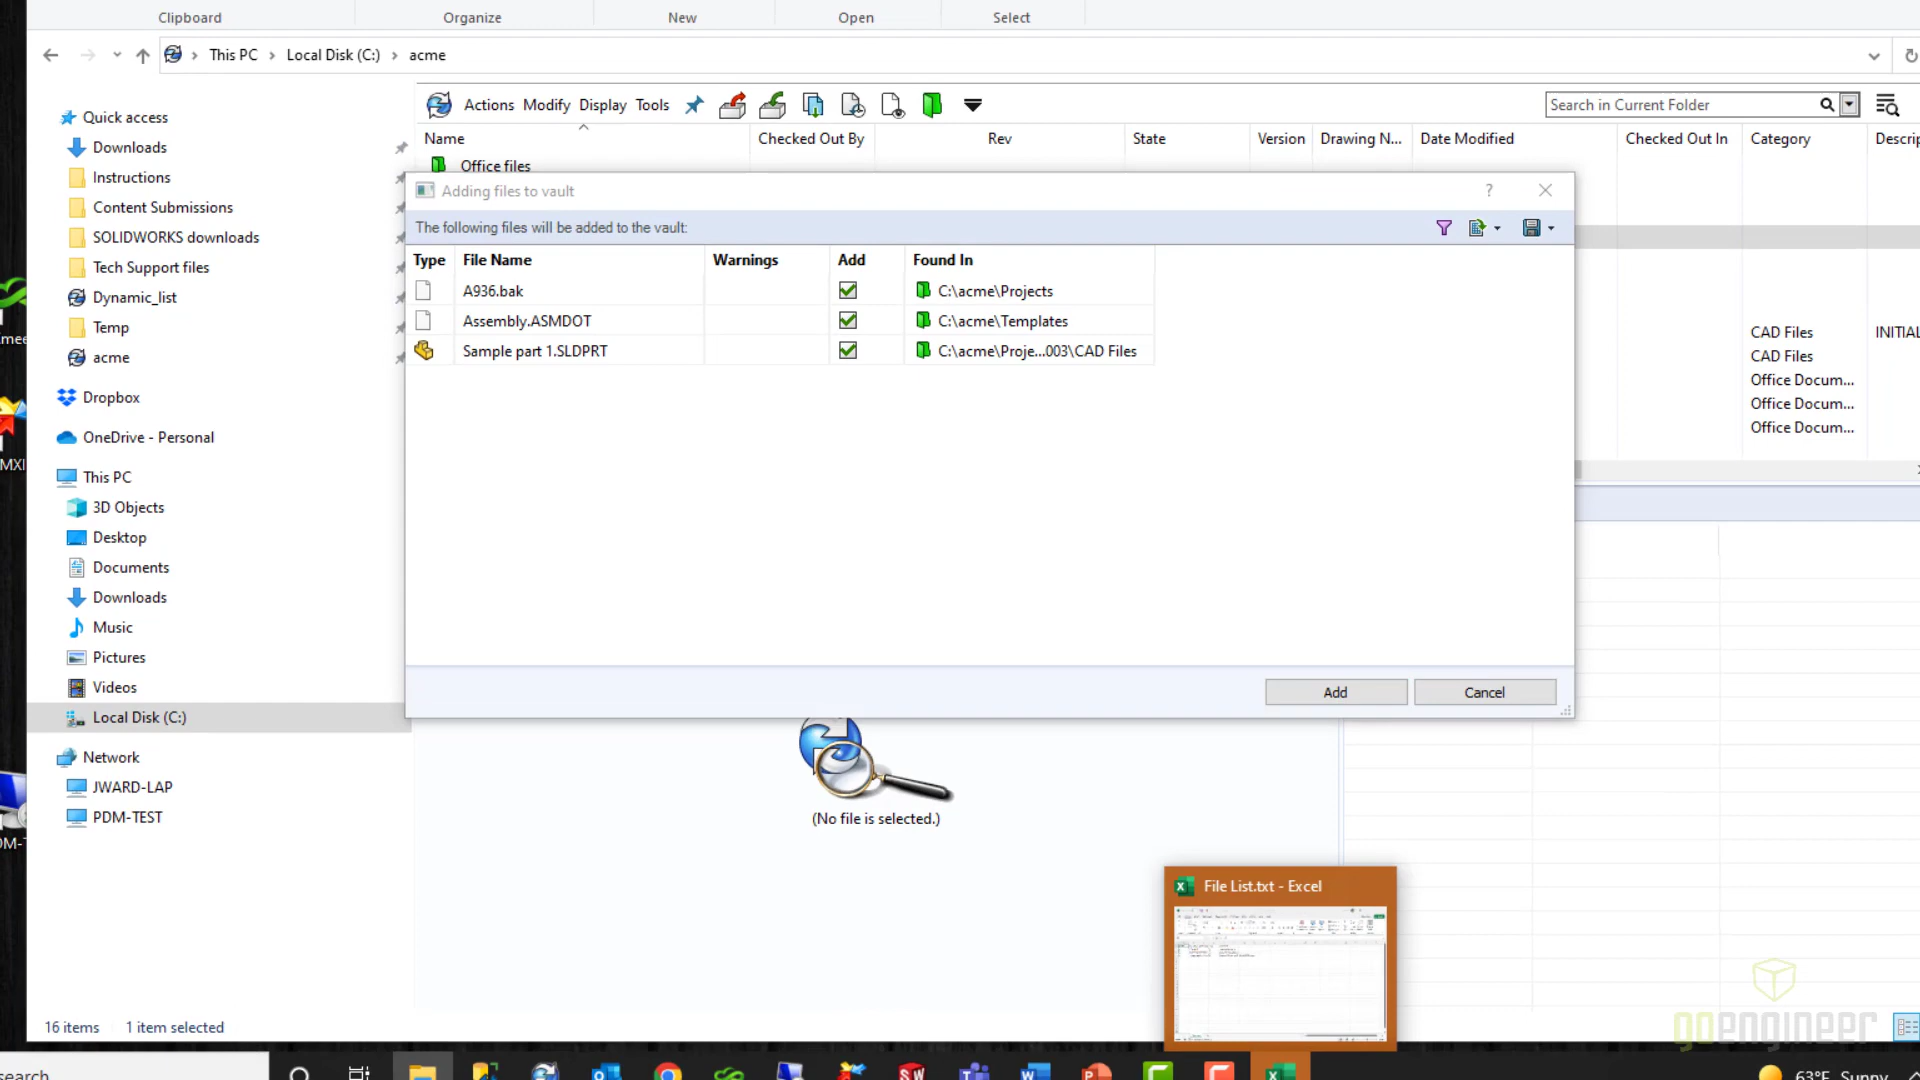 Clipboard
Organize
New
Open
Select
This PC
Local Disk (C:)
acme
Actions
Modify
Display
Tools
Search in Current Folder
Name
Checked Out By
Rev
State
Version
Drawing N...
Date Modified
Checked Out In
Category
Office files
Quick access
Downloads
Instructions
Content Submissions
SOLIDWORKS downloads
Tech Support files
Dynamic_list
Temp
acme
Dropbox
OneDrive - Personal
This PC
3D Objects
Desktop
Documents
Downloads
Music
Pictures
Videos
Local Disk (C:)
Network
JWARD-LAP
PDM-TEST
Adding files to vault
?
The following files will be added to the vault:
Type File Name Warnings Add Found In
A936.bak C:\acme\Projects
Assembly.ASMDOT C:\acme\Templates
Sample part 1.SLDPRT C:\acme\Proje...003\CAD Files
Add
Cancel
CAD Files
CAD Files
Office Docum...
Office Docum...
Office Docum...
(No file is selected.)
File List.txt - Excel
16 items
1 item selected
goengineer
63°F Sunny